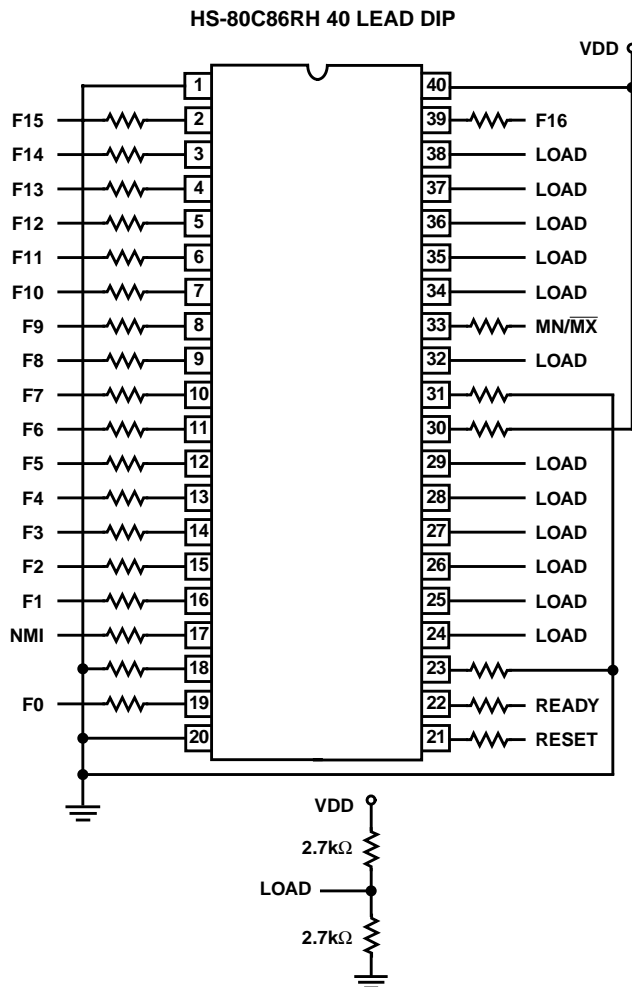 HS-80C86RH 40 LEAD DIP
VDD
1 40
F15 2 39 F16
F14 3 38 LOAD
F13 4 37 LOAD
F12 5 36 LOAD
F11 6 35 LOAD
F10 7 34 LOAD
F9 8 33 MN/M̅X̅
F8 9 32 LOAD
F7 10 31
F6 11 30
F5 12 29 LOAD
F4 13 28 LOAD
F3 14 27 LOAD
F2 15 26 LOAD
F1 16 25 LOAD
NMI 17 24 LOAD
18 23
F0 19 22 READY
20 21 RESET
VDD
2.7kΩ
LOAD
2.7kΩ